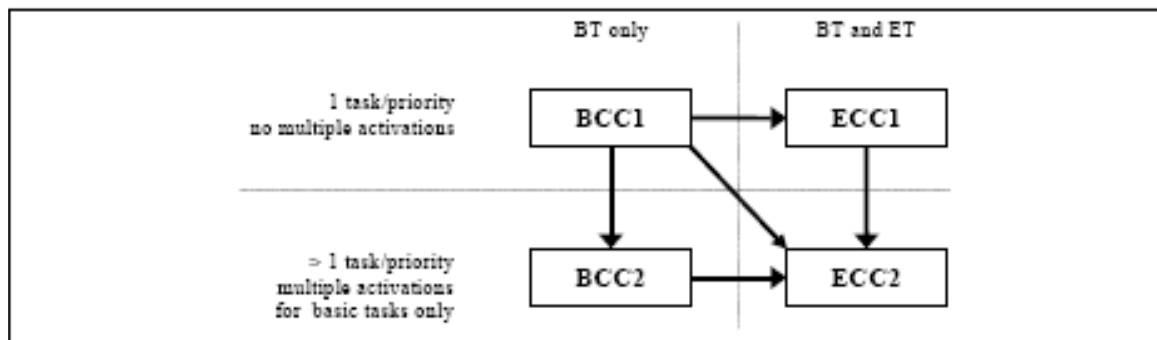 BT only
BT and ET
1 task/priority
no multiple activations
BCC1
ECC1
> 1 task/priority
multiple activations
for basic tasks only
BCC2
ECC2